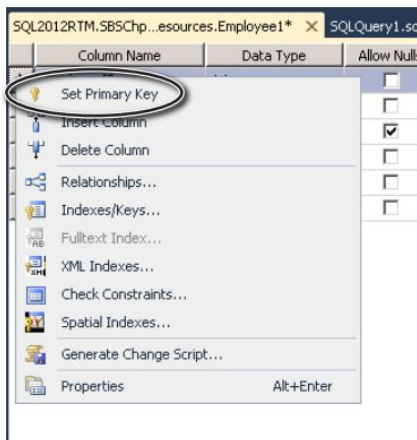 SQL2012RTM.SBSChp...esources.Employee1* × SQLQuery1.sq
Column Name Data Type Allow Nulls
Set Primary Key
Insert Column
Delete Column
Relationships...
Indexes/Keys...
Fulltext Index...
XML Indexes...
Check Constraints...
Spatial Indexes...
Generate Change Script...
Properties Alt+Enter